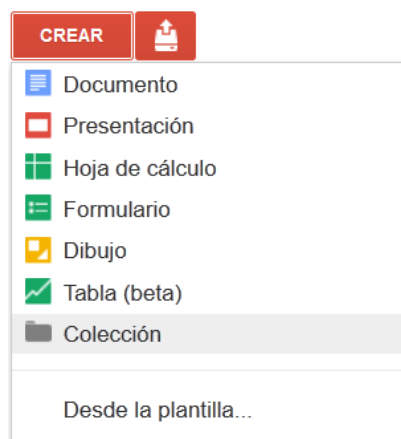 CREAR
Documento
Presentación
Hoja de cálculo
Formulario
Dibujo
Tabla (beta)
Colección
Desde la plantilla...